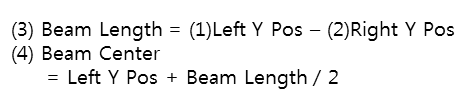 (3) Beam Length = (1)Left Y Pos – (2)Right Y Pos
(4) Beam Center
= Left Y Pos + Beam Length / 2